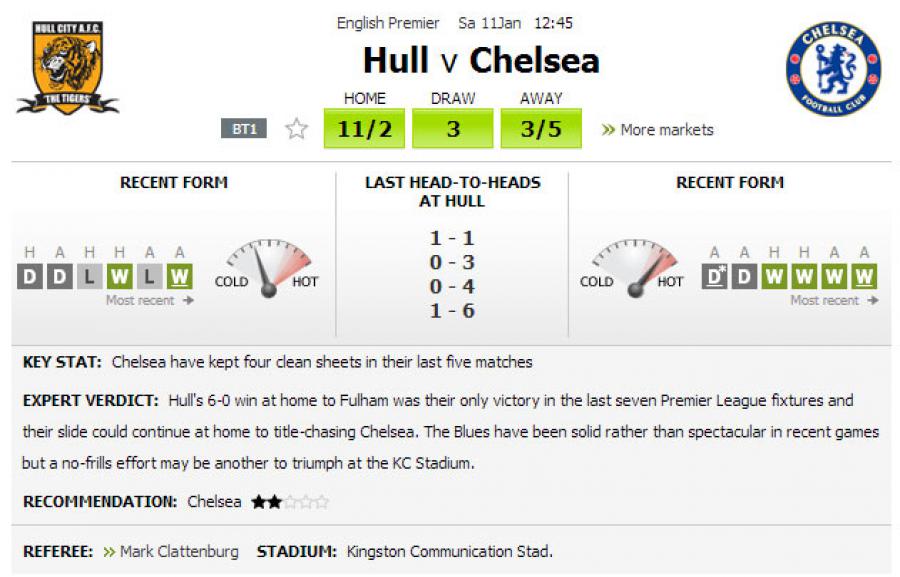 HULL CITY A.F.C.
THE TIGERS
English Premier Sa 11Jan 12:45
Hull v Chelsea
CHELSEA
FOOTBALL CLUB
HOME DRAW AWAY
BT1 11/2 3 3/5 » More markets
RECENT FORM
H A H H A A
D D L W L W
Most recent →
COLD HOT
LAST HEAD-TO-HEADS
AT HULL
1 - 1
0 - 3
0 - 4
1 - 6
RECENT FORM
COLD HOT
A A H H A A
D* D W W W W
Most recent →
KEY STAT: Chelsea have kept four clean sheets in their last five matches
EXPERT VERDICT: Hull's 6-0 win at home to Fulham was their only victory in the last seven Premier League fixtures and
their slide could continue at home to title-chasing Chelsea. The Blues have been solid rather than spectacular in recent games
but a no-frills effort may be another to triumph at the KC Stadium.
RECOMMENDATION: Chelsea ★★☆☆☆
REFEREE: » Mark Clattenburg STADIUM: Kingston Communication Stad.